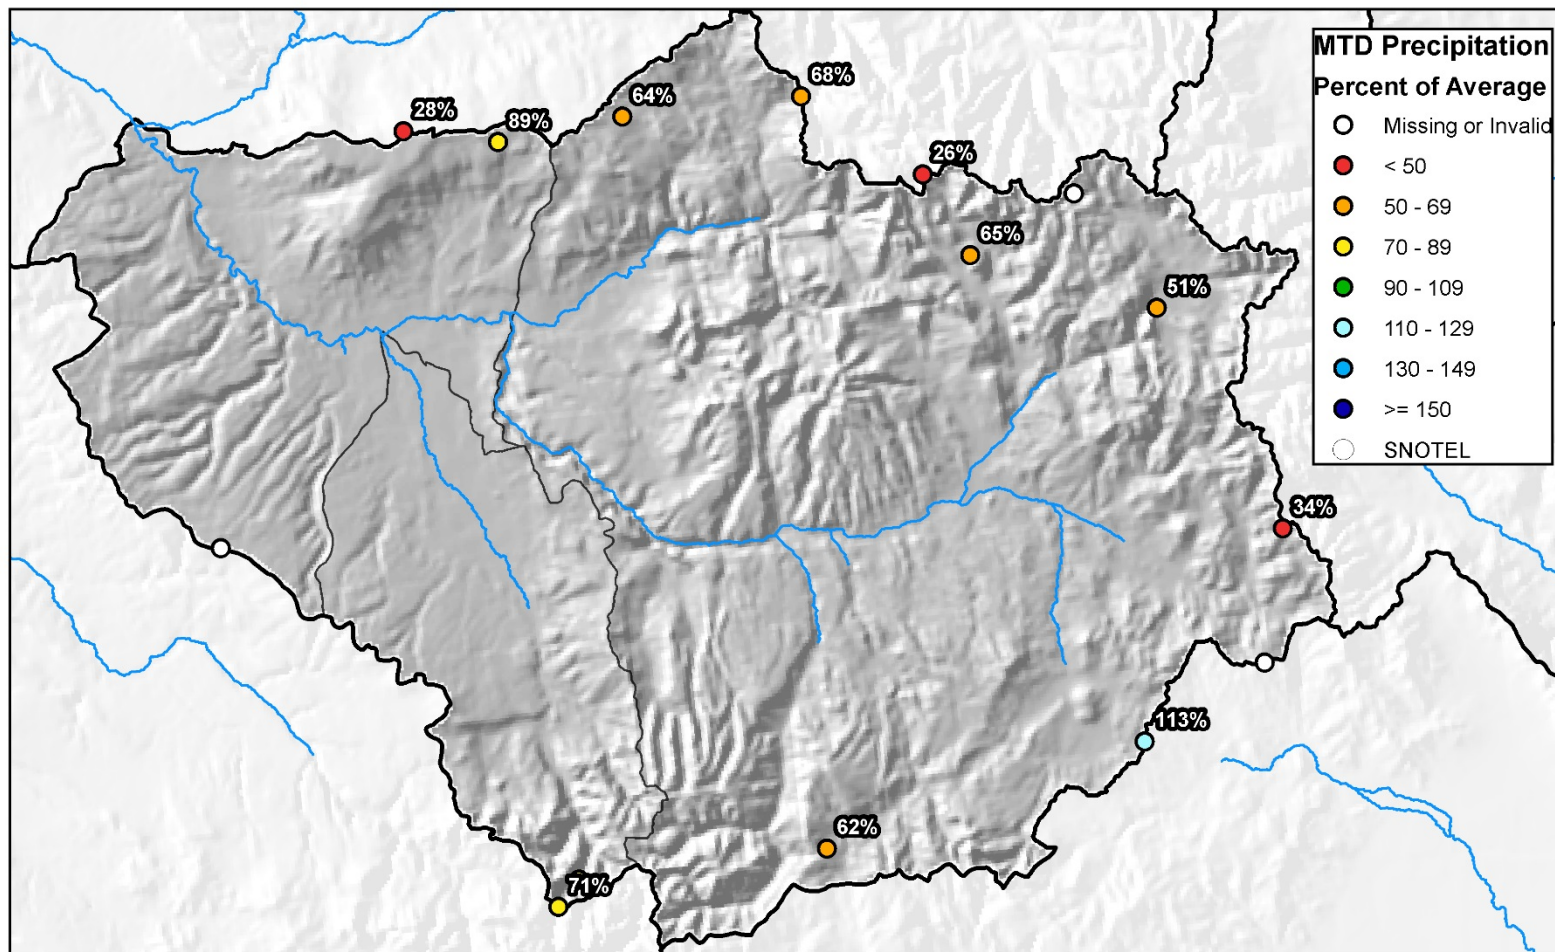 MTD Precipitation
Percent of Average
Missing or Invalid
< 50
50 - 69
70 - 89
90 - 109
110 - 129
130 - 149
>= 150
SNOTEL
68%
64%
28%
89%
26%
65%
51%
34%
113%
62%
71%